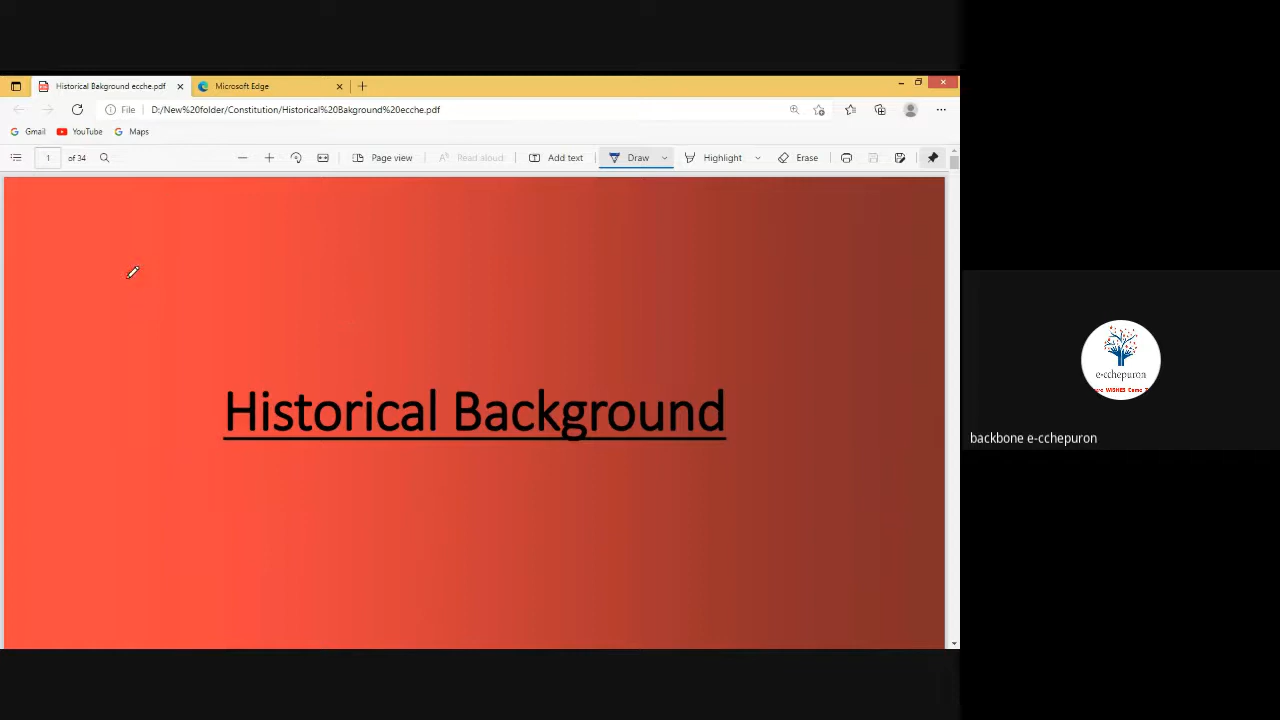 Historical Bakground ecche.pdf
Microsoft Edge
File
D:/New%20folder/Constitution/Historical%20Bakground%20ecche.pdf
Gmail
YouTube
Maps
1 of 34
Page view
Read aloud
Add text
Draw
Highlight
Erase
Historical Background
e-cchepuron
WISHES
backbone e-cchepuron